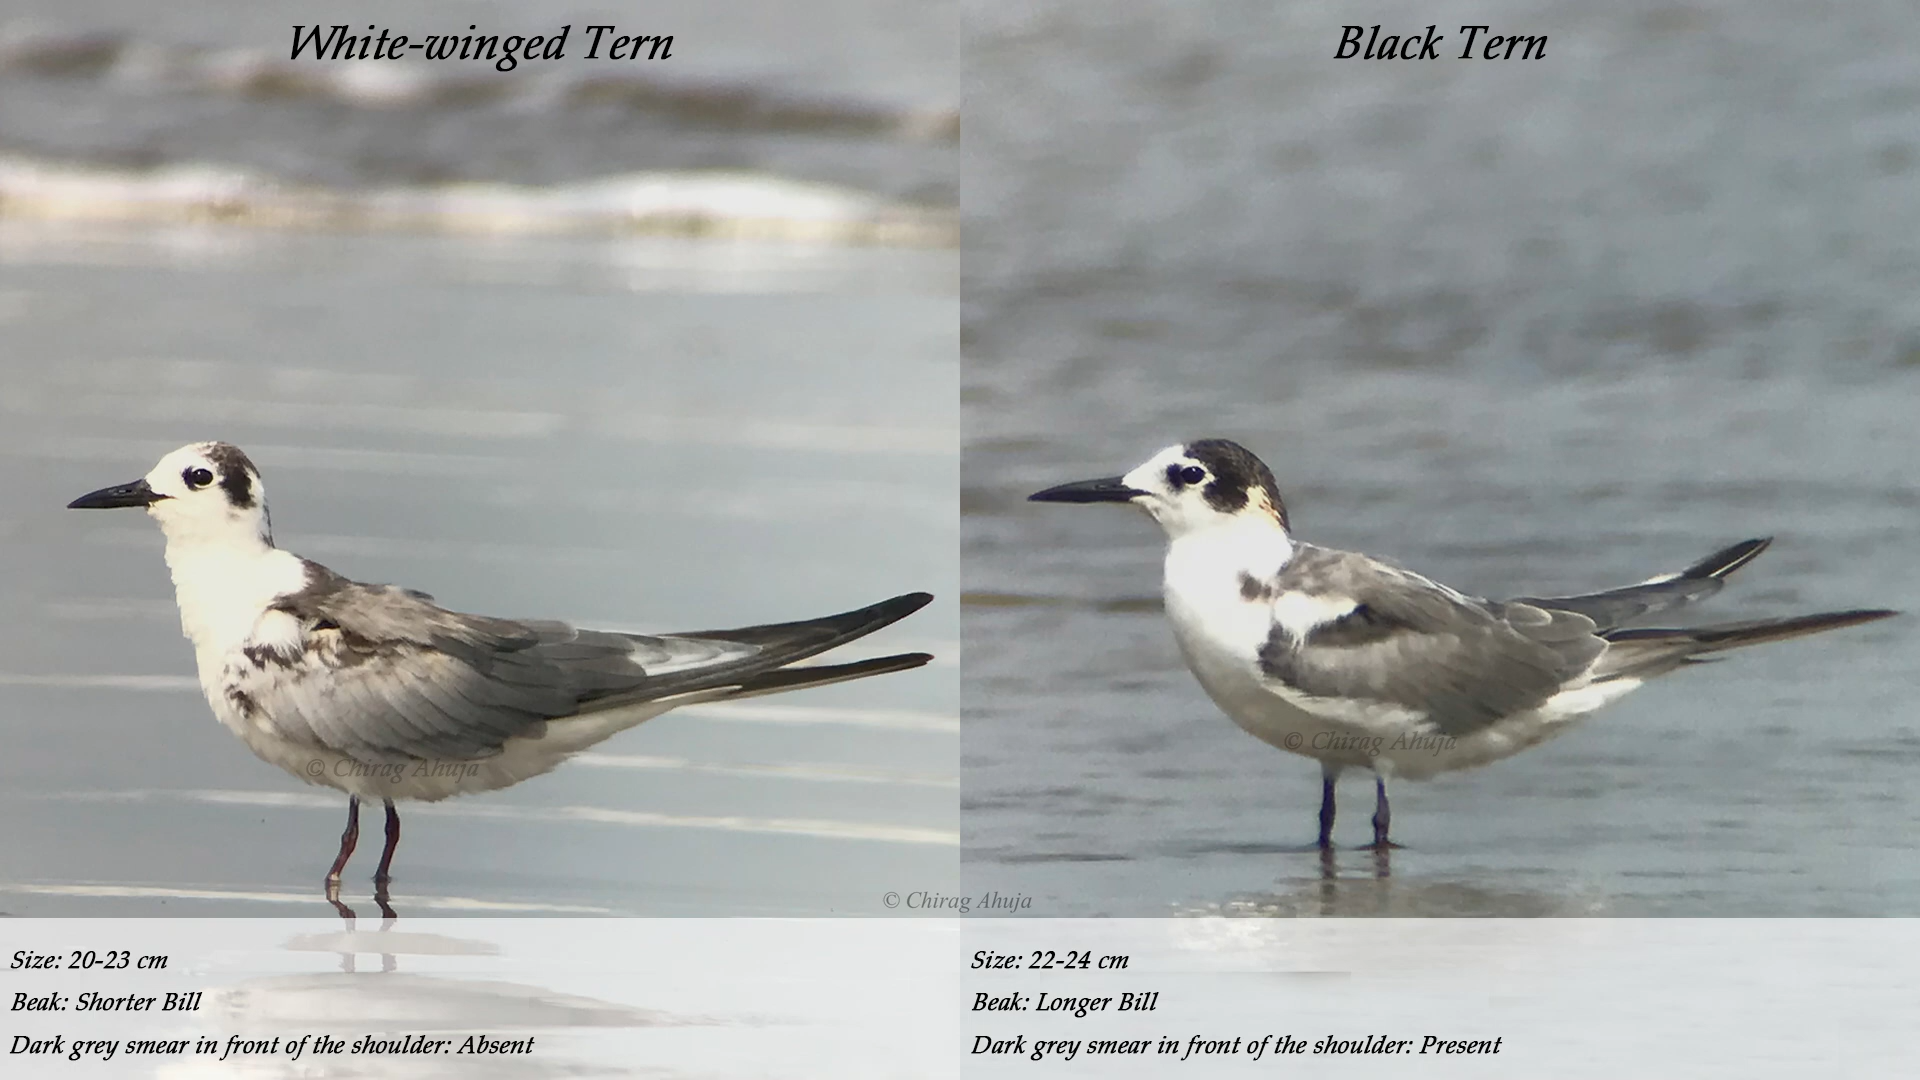 White-winged Tern
Black Tern
© Chirag Ahuja
© Chirag Ahuja
© Chirag Ahuja
Size: 20-23 cm
Beak: Shorter Bill
Dark grey smear in front of the shoulder: Absent
Size: 22-24 cm
Beak: Longer Bill
Dark grey smear in front of the shoulder: Present